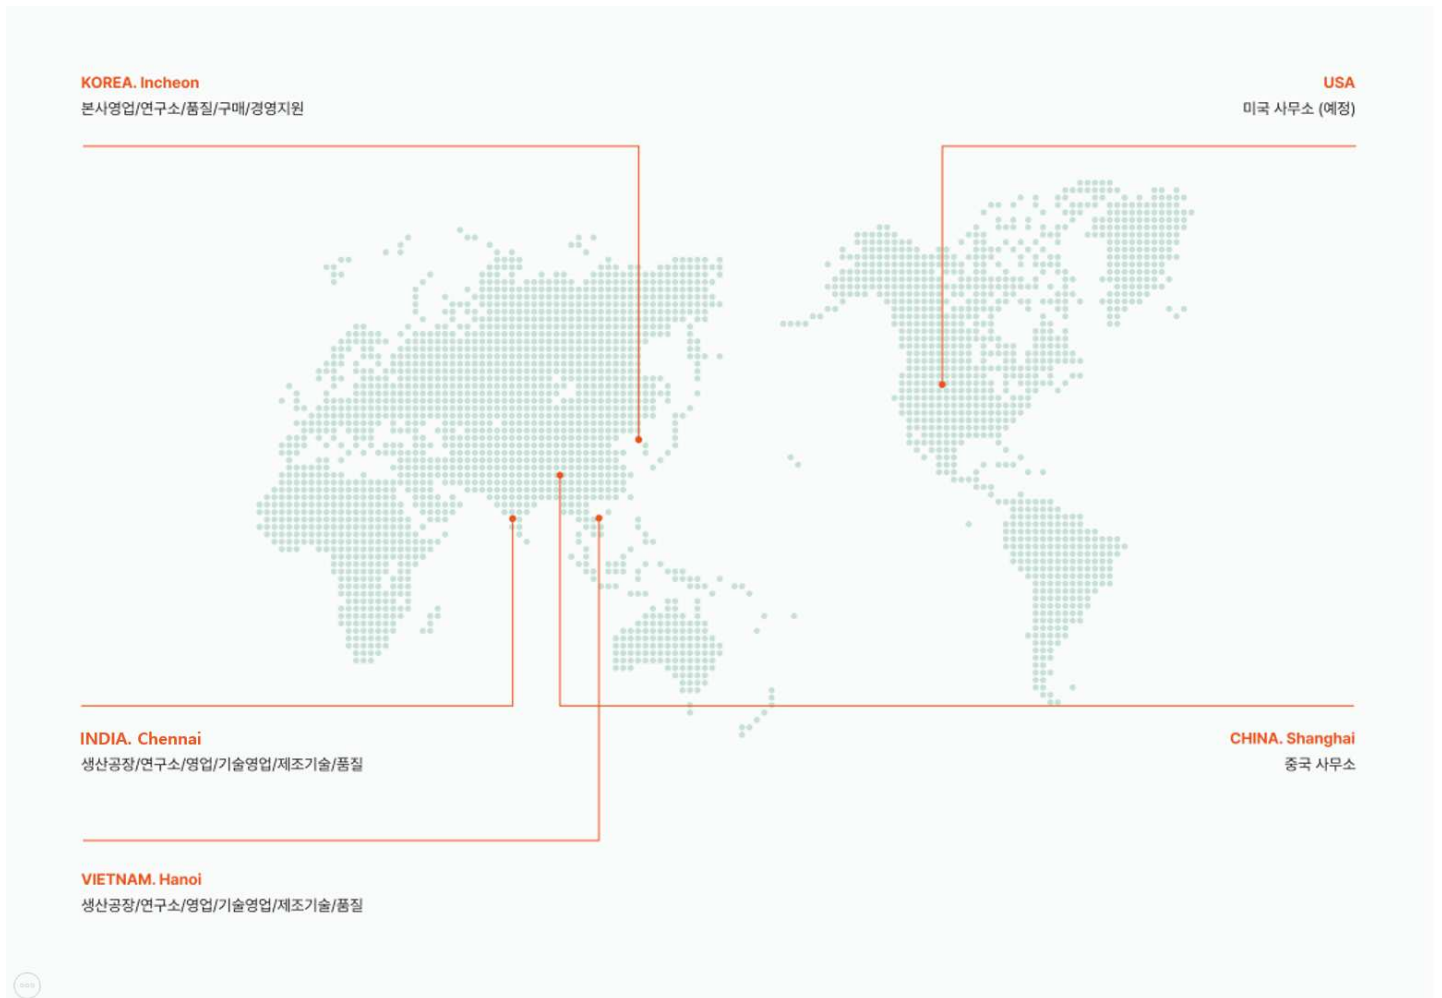 KOREA. Incheon
본사영업/연구소/품질/구매/경영지원
USA
미국 사무소 (예정)
INDIA. Chennai
생산공장/연구소/영업/기술영업/제조기술/품질
CHINA. Shanghai
중국 사무소
VIETNAM. Hanoi
생산공장/연구소/영업/기술영업/제조기술/품질